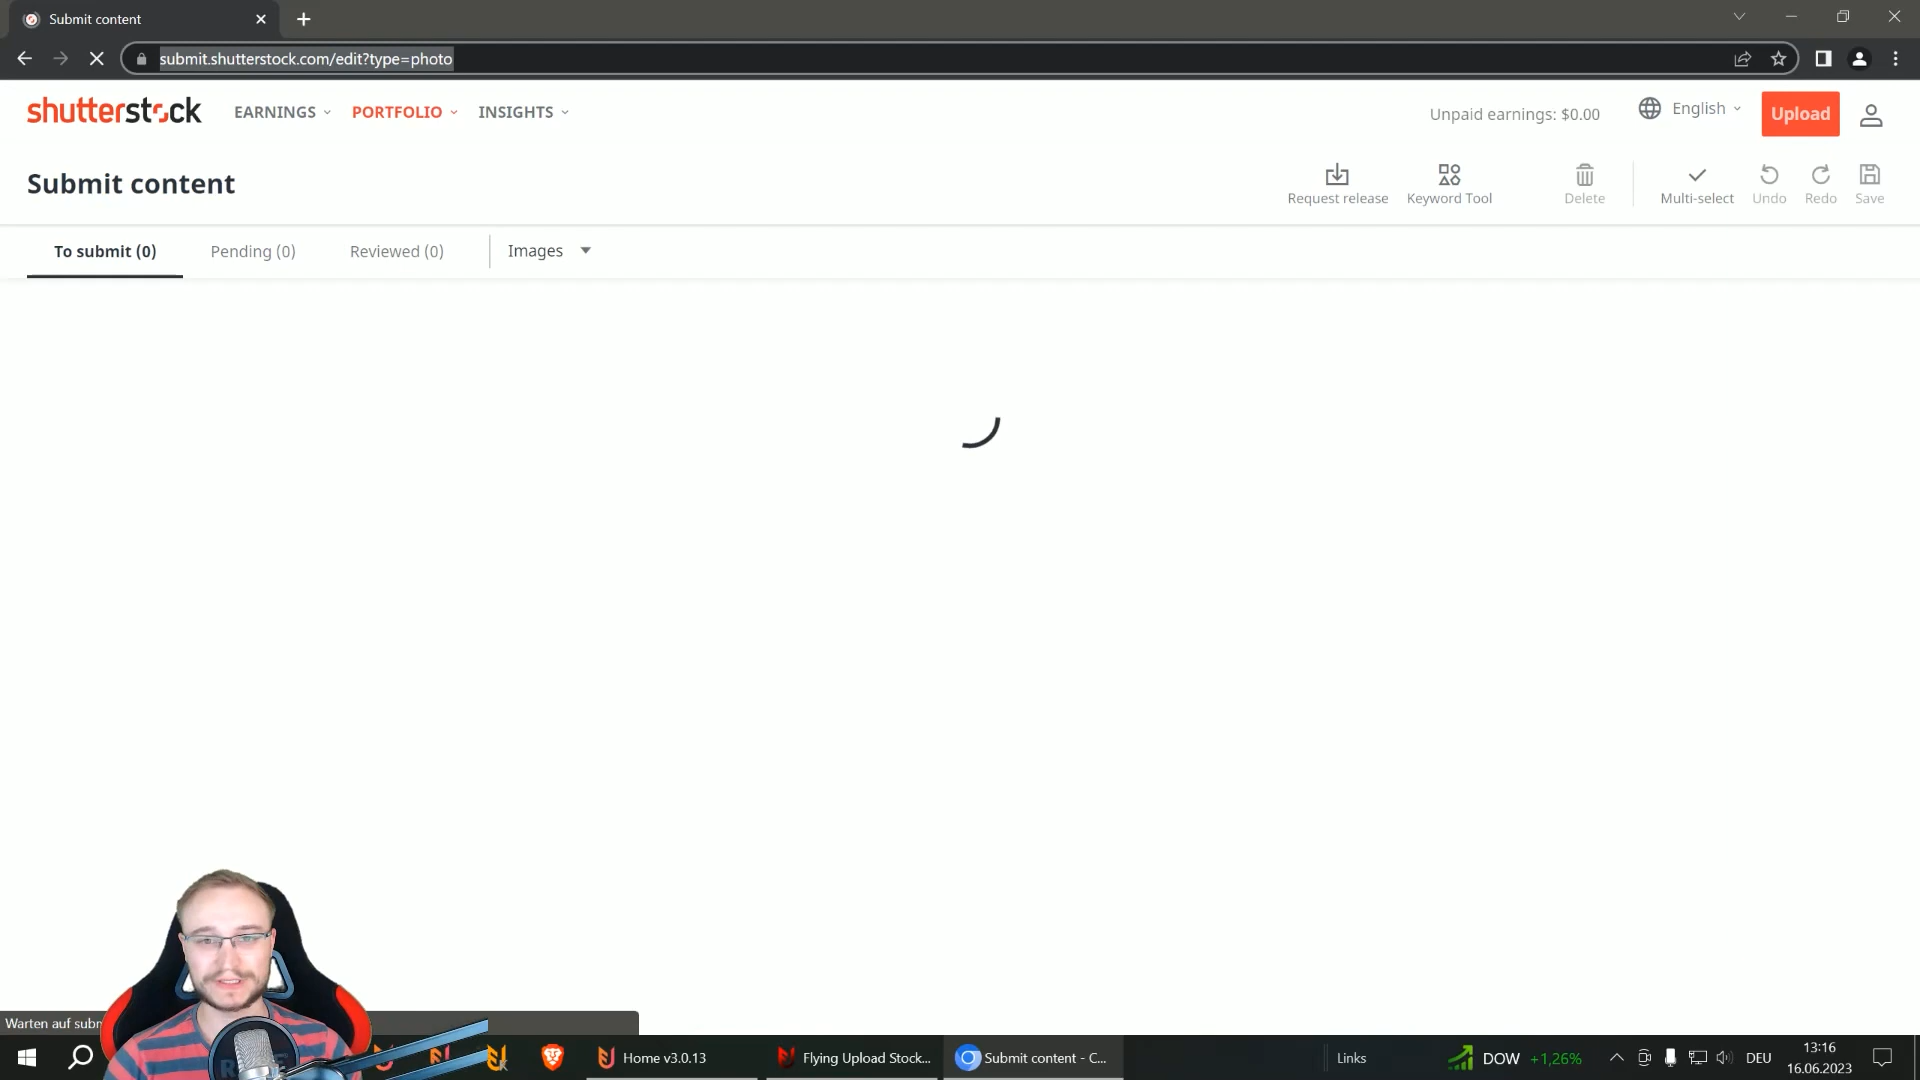 Submit content
submit.shutterstock.com/edit?type=photo
shutterstock EARNINGS PORTFOLIO INSIGHTS Unpaid earnings: $0.00 English Upload
Submit content
Request release Keyword Tool Delete Multi-select Undo Redo Save
To submit (0) Pending (0) Reviewed (0) Images
Warten auf
Home v3.0.13 Flying Upload Stock... Submit content - C... Links DOW +1,26% DEU 13:16
16.06.2023